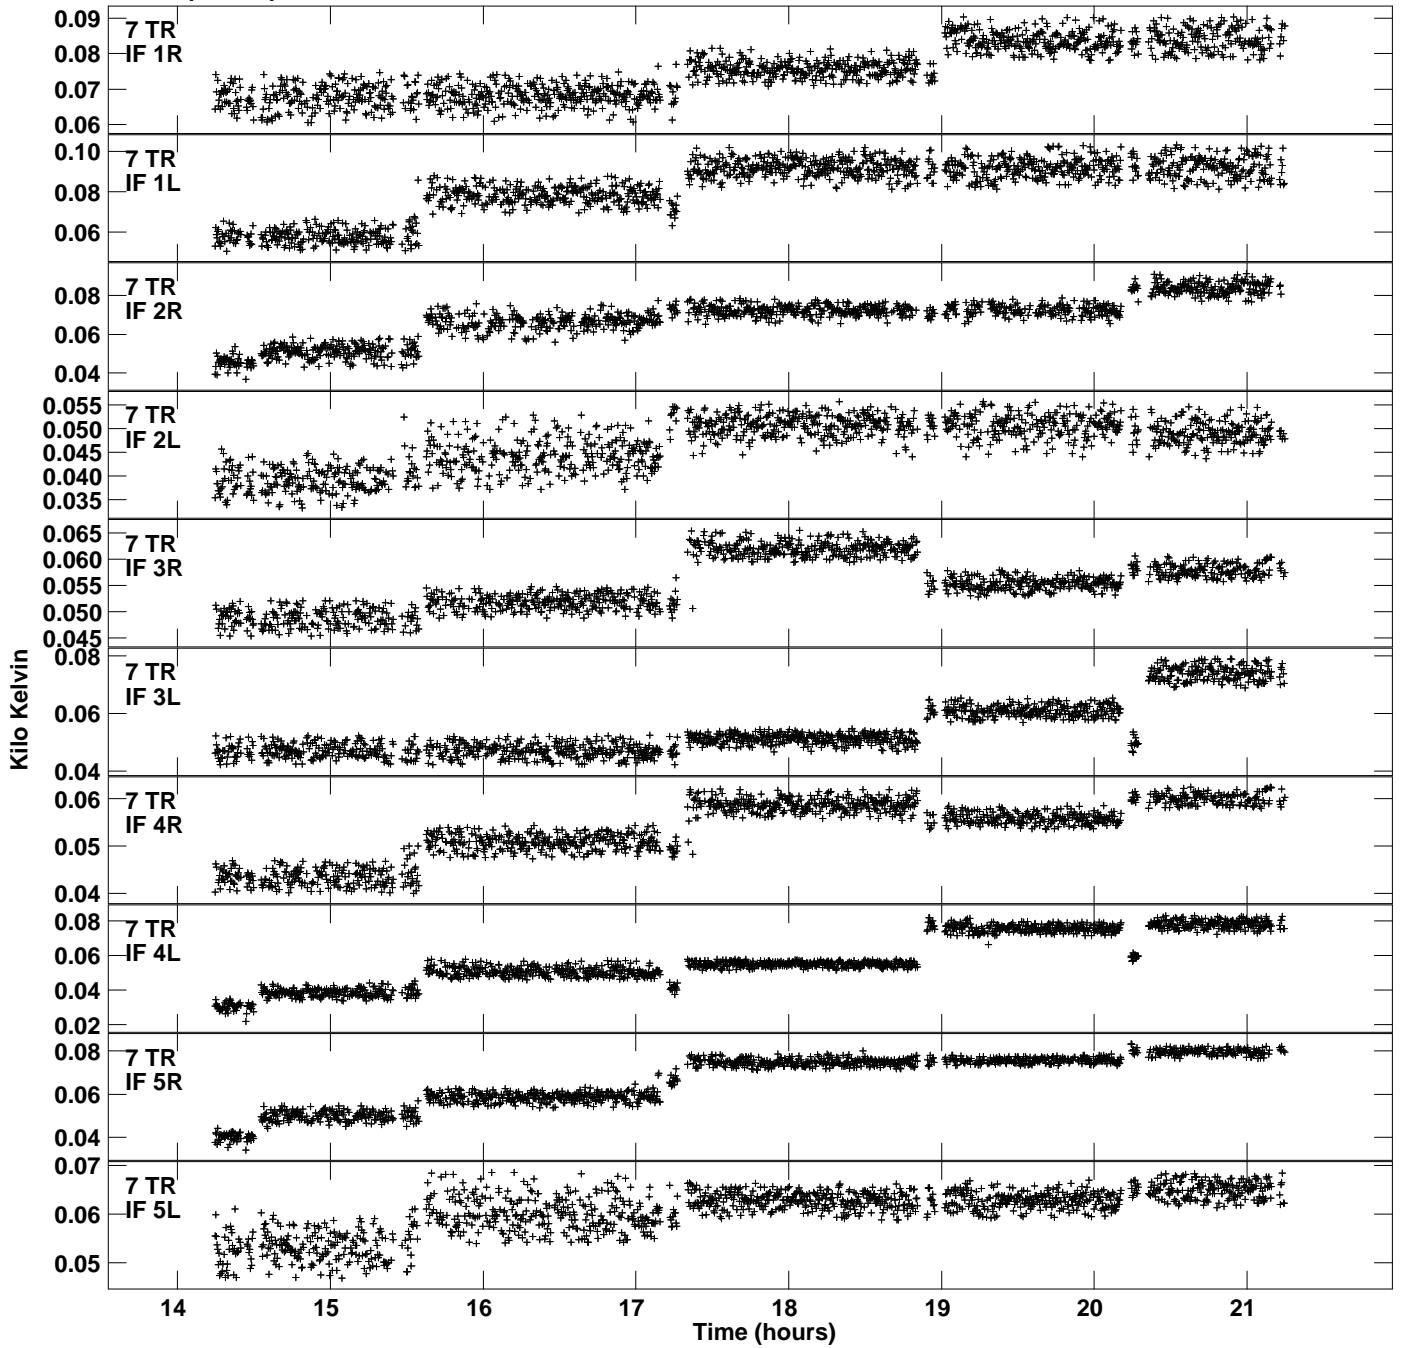 0.09
0.08
0.07
0.06
7 TR
IF 1R
0.10
0.08
0.06
7 TR
IF 1L
0.08
0.06
0.04
7 TR
IF 2R
0.055
0.050
0.045
0.040
0.035
7 TR
IF 2L
0.065
0.060
0.055
0.050
0.045
7 TR
IF 3R
0.08
0.06
0.04
7 TR
IF 3L
0.06
0.05
0.04
7 TR
IF 4R
0.08
0.06
0.04
0.02
7 TR
IF 4L
0.08
0.06
0.04
7 TR
IF 5R
0.07
0.06
0.05
7 TR
IF 5L
Kilo Kelvin
14 15 16 17 18 19 20 21
Time (hours)